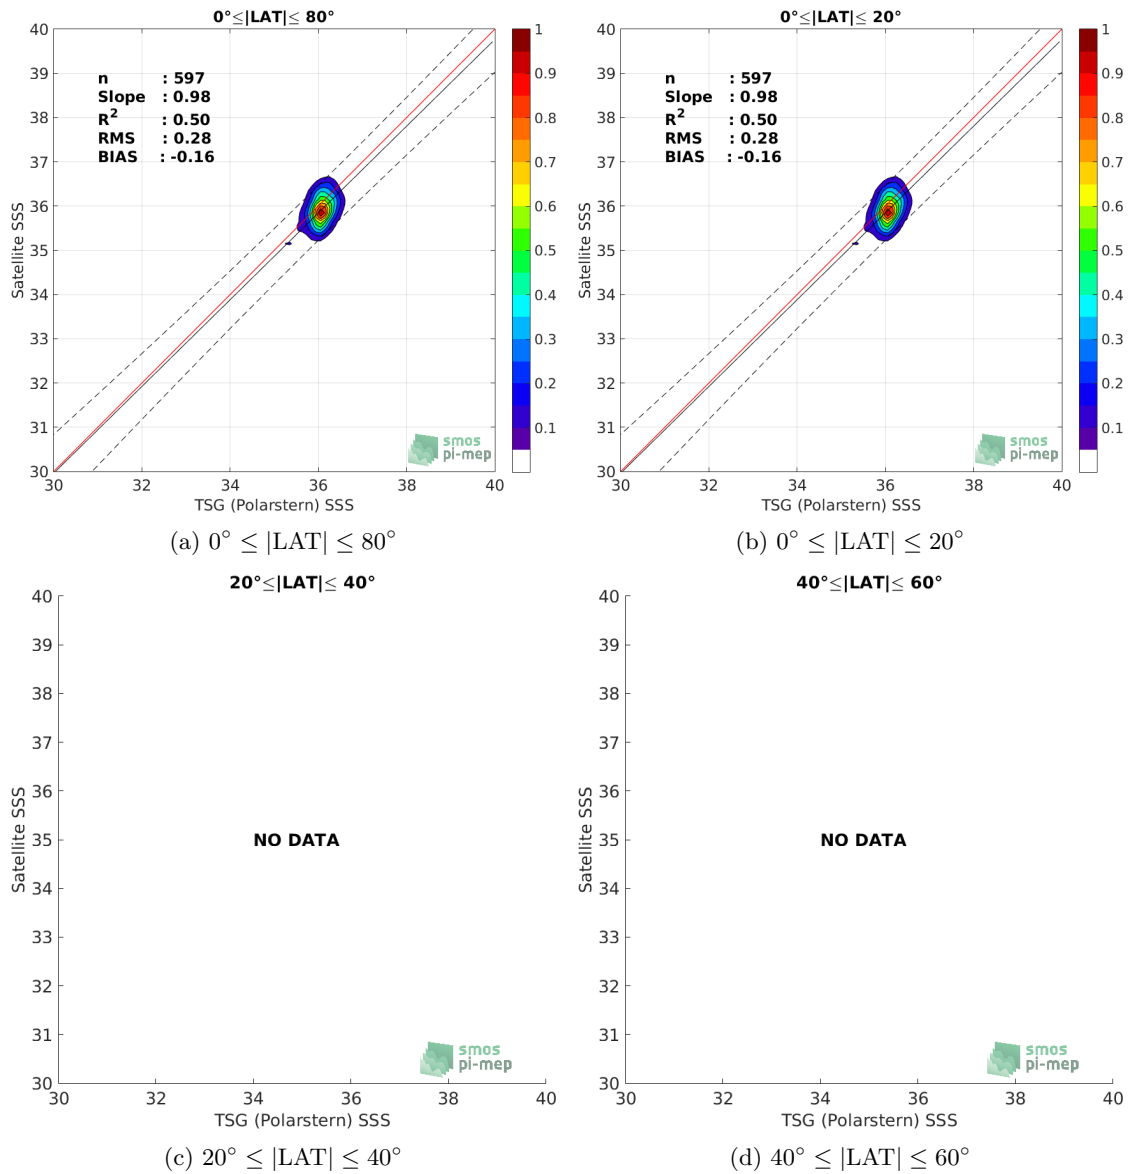 0°≤|LAT|≤ 80°
40
39
38
37
36
35
34
33
32
31
30
Satellite SSS
n : 597
Slope : 0.98
R² : 0.50
RMS : 0.28
BIAS : -0.16
smos
pi-mep
30 32 34 36 38 40
TSG (Polarstern) SSS
1
0.9
0.8
0.7
0.6
0.5
0.4
0.3
0.2
0.1
(a) 0° ≤ |LAT| ≤ 80°
0°≤|LAT|≤ 20°
40
39
38
37
36
35
34
33
32
31
30
Satellite SSS
n : 597
Slope : 0.98
R² : 0.50
RMS : 0.28
BIAS : -0.16
smos
pi-mep
30 32 34 36 38 40
TSG (Polarstern) SSS
1
0.9
0.8
0.7
0.6
0.5
0.4
0.3
0.2
0.1
(b) 0° ≤ |LAT| ≤ 20°
20°≤|LAT|≤ 40°
40
39
38
37
36
35
34
33
32
31
30
Satellite SSS
NO DATA
smos
pi-mep
30 32 34 36 38 40
TSG (Polarstern) SSS
(c) 20° ≤ |LAT| ≤ 40°
40°≤|LAT|≤ 60°
40
39
38
37
36
35
34
33
32
31
30
Satellite SSS
NO DATA
smos
pi-mep
30 32 34 36 38 40
TSG (Polarstern) SSS
(d) 40° ≤ |LAT| ≤ 60°